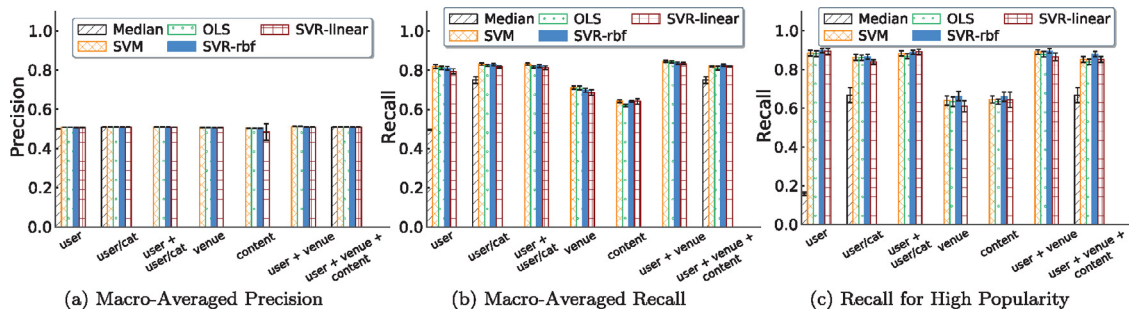 Median OLS SVR-linear
SVM SVR-rbf
Precision
1.0
0.8
0.6
0.4
0.2
0.0
user user/cat user + user/cat venue content user + venue user + venue + content
(a) Macro-Averaged Precision
Median OLS SVR-linear
SVM SVR-rbf
Recall
1.0
0.8
0.6
0.4
0.2
0.0
user user/cat user + user/cat venue content user + venue user + venue + content
(b) Macro-Averaged Recall
Median OLS SVR-linear
SVM SVR-rbf
Recall
1.0
0.8
0.6
0.4
0.2
0.0
user user/cat user + user/cat venue content user + venue user + venue + content
(c) Recall for High Popularity